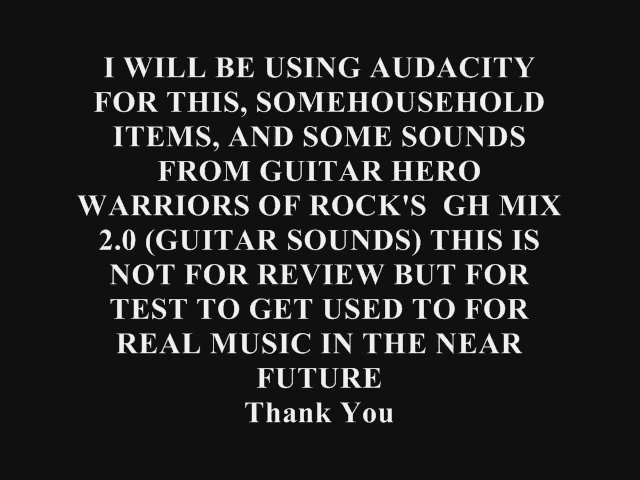 I WILL BE USING AUDACITY
FOR THIS, SOMEHOUSEHOLD
ITEMS, AND SOME SOUNDS
FROM GUITAR HERO
WARRIORS OF ROCK'S  GH MIX
2.0 (GUITAR SOUNDS) THIS IS
NOT FOR REVIEW BUT FOR
TEST TO GET USED TO FOR
REAL MUSIC IN THE NEAR
FUTURE
Thank You